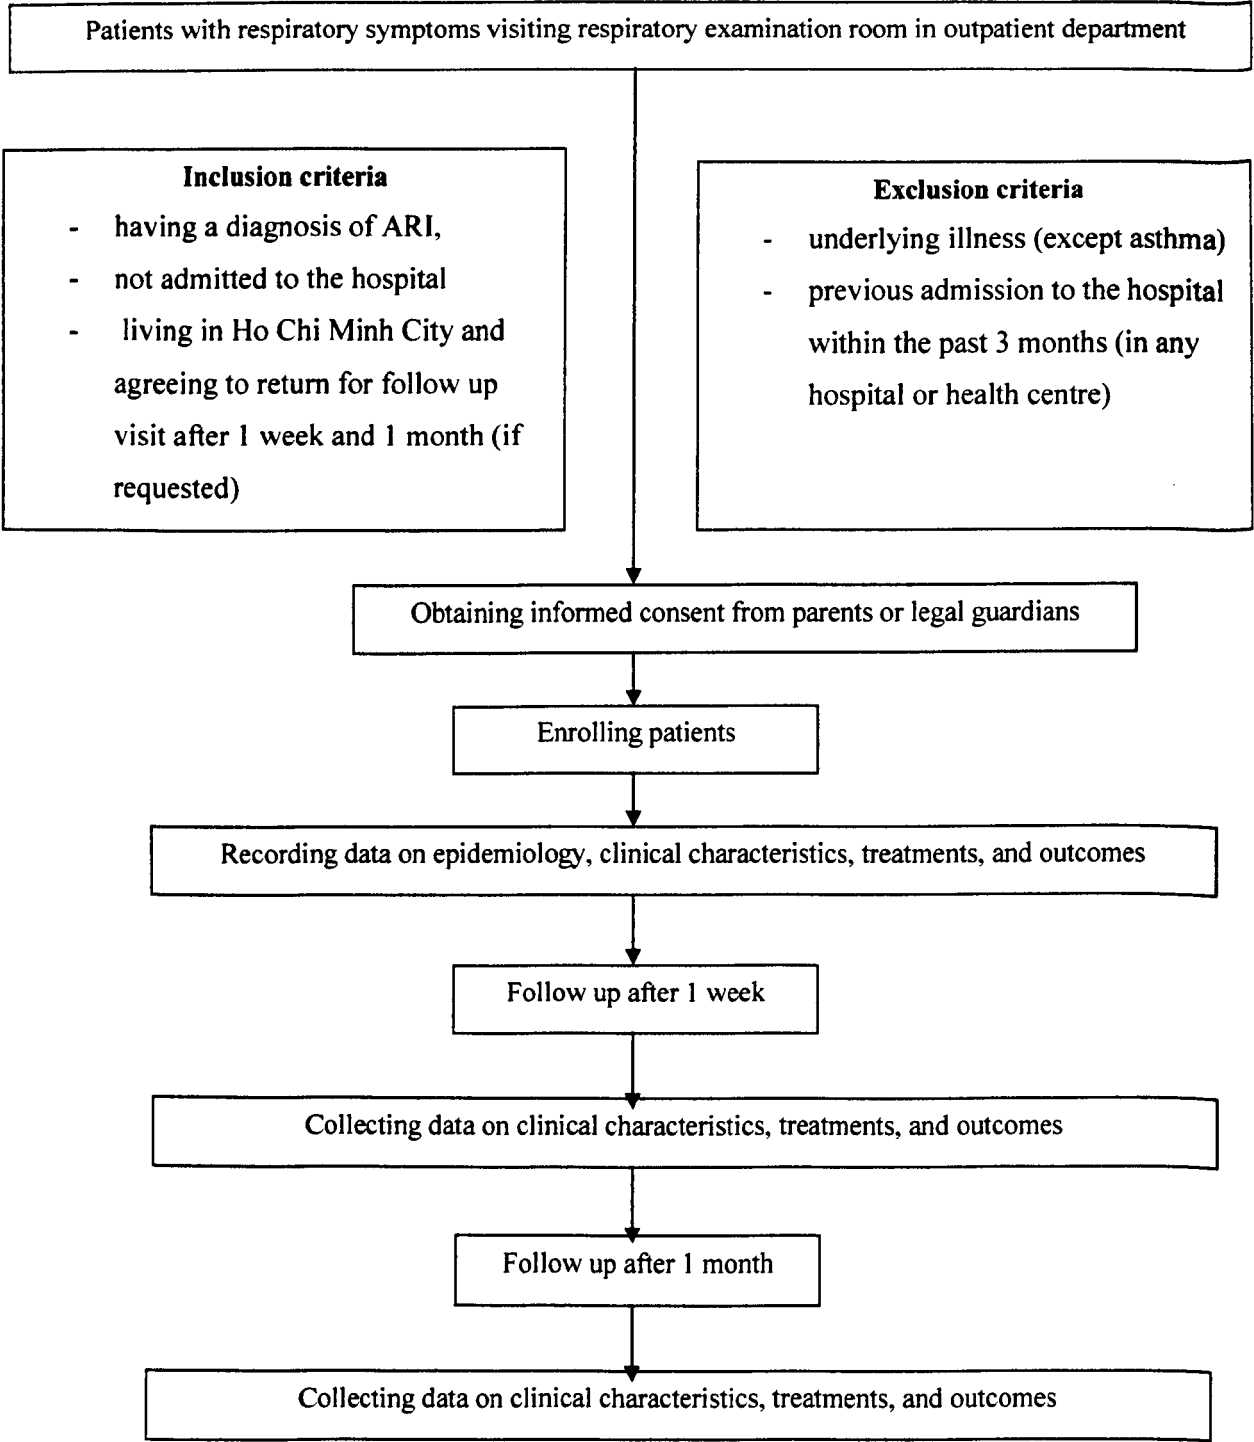 Patients with respiratory symptoms visiting respiratory examination room in outpatient department
Inclusion criteria
- having a diagnosis of ARI,
- not admitted to the hospital
- living in Ho Chi Minh City and
agreeing to return for follow up
visit after 1 week and 1 month (if
requested)
Exclusion criteria
- underlying illness (except asthma)
- previous admission to the hospital
within the past 3 months (in any
hospital or health centre)
Obtaining informed consent from parents or legal guardians
Enrolling patients
Recording data on epidemiology, clinical characteristics, treatments, and outcomes
Follow up after 1 week
Collecting data on clinical characteristics, treatments, and outcomes
Follow up after 1 month
Collecting data on clinical characteristics, treatments, and outcomes